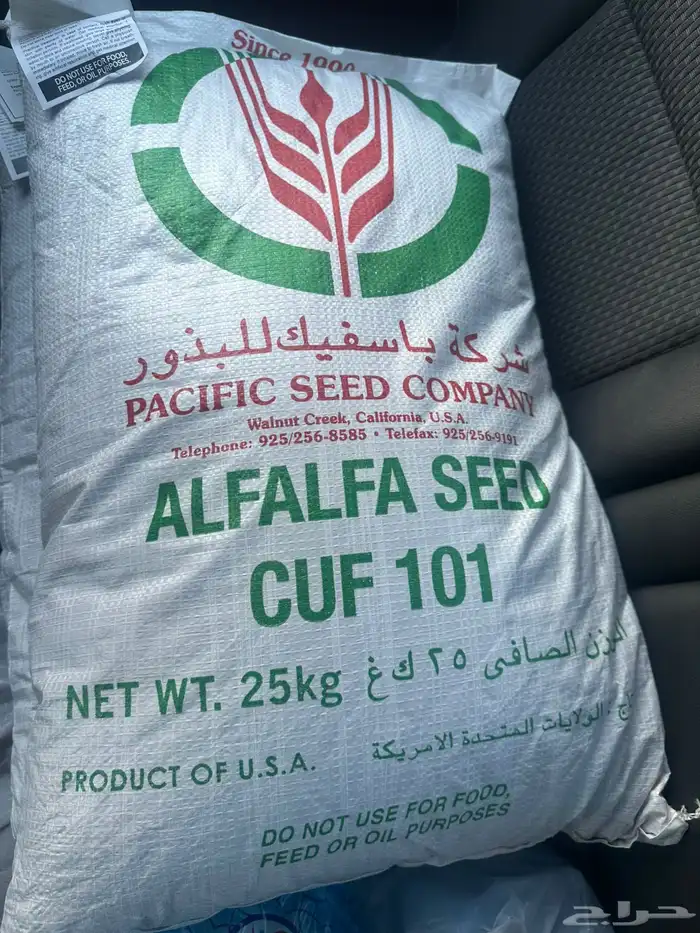 DO NOT USE FOR FOOD,
FEED, OR OIL PURPOSES.
Since 1990
شركة باسفيك للبذور
PACIFIC SEED COMPANY
Walnut Creek, California, U.S.A.
Telephone: 925/256-8585 • Telefax: 925/256-9191
ALFALFA SEED
CUF 101
NET WT. 25kg الوزن الصافى ٢٥ ك غ
PRODUCT OF U.S.A. الولايات المتحدة الامريكة
DO NOT USE FOR FOOD,
FEED OR OIL PURPOSES
حراج